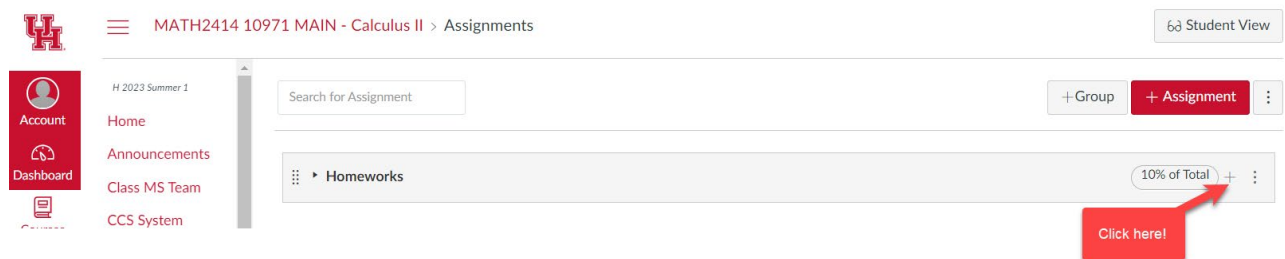 UH
MATH2414 10971 MAIN - Calculus II > Assignments
Student View
Account
Dashboard
H 2023 Summer 1
Home
Announcements
Class MS Team
CCS System
Search for Assignment
+Group
+ Assignment
Homeworks
10% of Total
+
Click here!